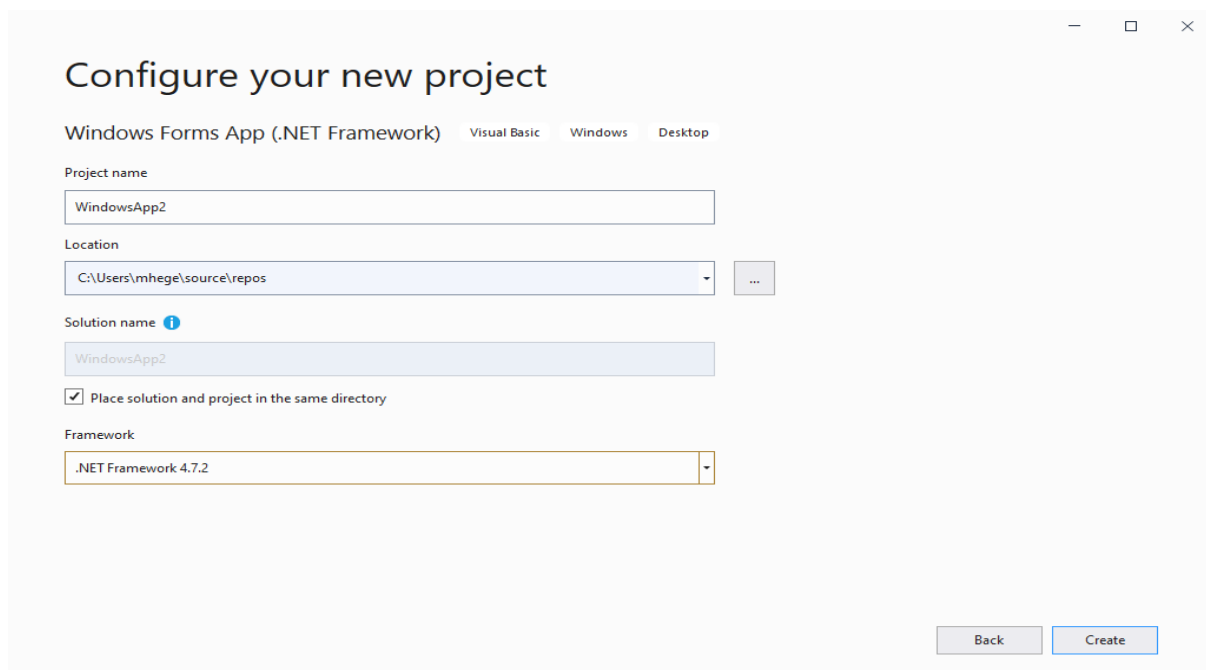 Configure your new project
Windows Forms App (.NET Framework) Visual Basic Windows Desktop
Project name
WindowsApp2
Location
C:\Users\mhege\source\repos
...
Solution name
WindowsApp2
Place solution and project in the same directory
Framework
.NET Framework 4.7.2
Back Create